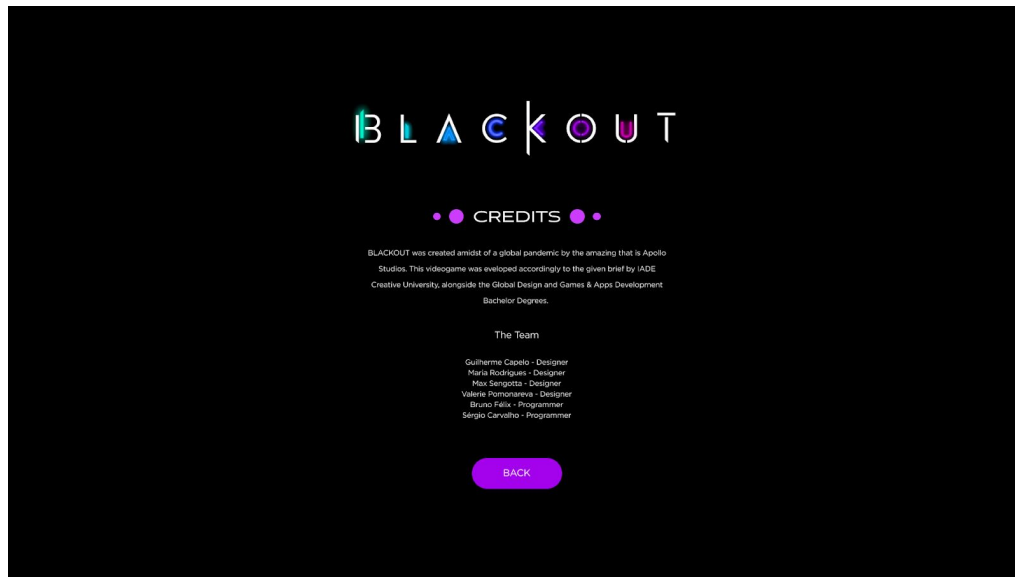 BLACKOUT
CREDITS
BLACKOUT was created amidst of a global pandemic by the amazing that is Apollo
Studios. This videogame was eveloped accordingly to the given brief by IADE
Creative University, alongside the Global Design and Games & Apps Development
Bachelor Degrees.
The Team
Guilherme Capelo - Designer
Maria Rodrigues - Designer
Max Sengotta - Designer
Valerie Pomonareva - Designer
Bruno Félix - Programmer
Sérgio Carvalho - Programmer
BACK